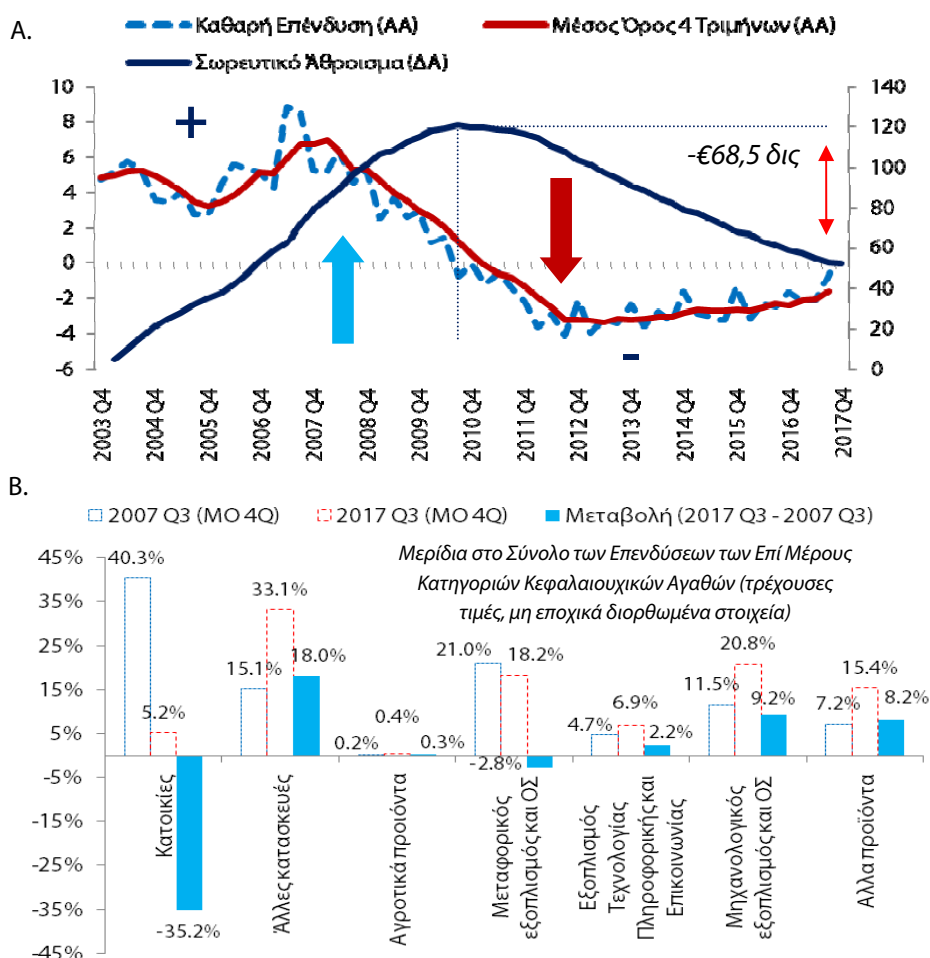 A.
Καθαρή Επένδυση (ΑΑ)
Μέσος Όρος 4 Τριμήνων (ΑΑ)
Σωρευτικό Άθροισμα (ΔΑ)
10
8
6
4
2
0
-2
-4
-6
140
120
100
80
60
40
20
0
+
-€68,5 δις
-
2003 Q4
2004 Q4
2005 Q4
2006 Q4
2007 Q4
2008 Q4
2009 Q4
2010 Q4
2011 Q4
2012 Q4
2013 Q4
2014 Q4
2015 Q4
2016 Q4
2017 Q4
B.
2007 Q3 (ΜΟ 4Q)
2017 Q3 (ΜΟ 4Q)
Μεταβολή (2017 Q3 - 2007 Q3)
Μερίδια στο Σύνολο των Επενδύσεων των Επί Μέρους
Κατηγοριών Κεφαλαιουχικών Αγαθών (τρέχουσες
τιμές, μη εποχικά διορθωμένα στοιχεία)
45%
35%
25%
15%
5%
-5%
-15%
-25%
-35%
-45%
40.3%
5.2%
-35.2%
15.1%
33.1%
18.0%
0.2%
0.4%
0.3%
21.0%
18.2%
-2.8%
4.7%
6.9%
2.2%
11.5%
20.8%
9.2%
7.2%
15.4%
8.2%
Κατοικίες
Άλλες κατασκευές
Αγροτικά προιόντα
Μεταφορικός
εξοπλισμός και ΟΣ
Εξοπλισμός
Τεχνολογίας
Πληροφορικής και
Επικοινωνίας
Μηχανολογικός
εξοπλισμός και ΟΣ
Αλλα προϊόντα